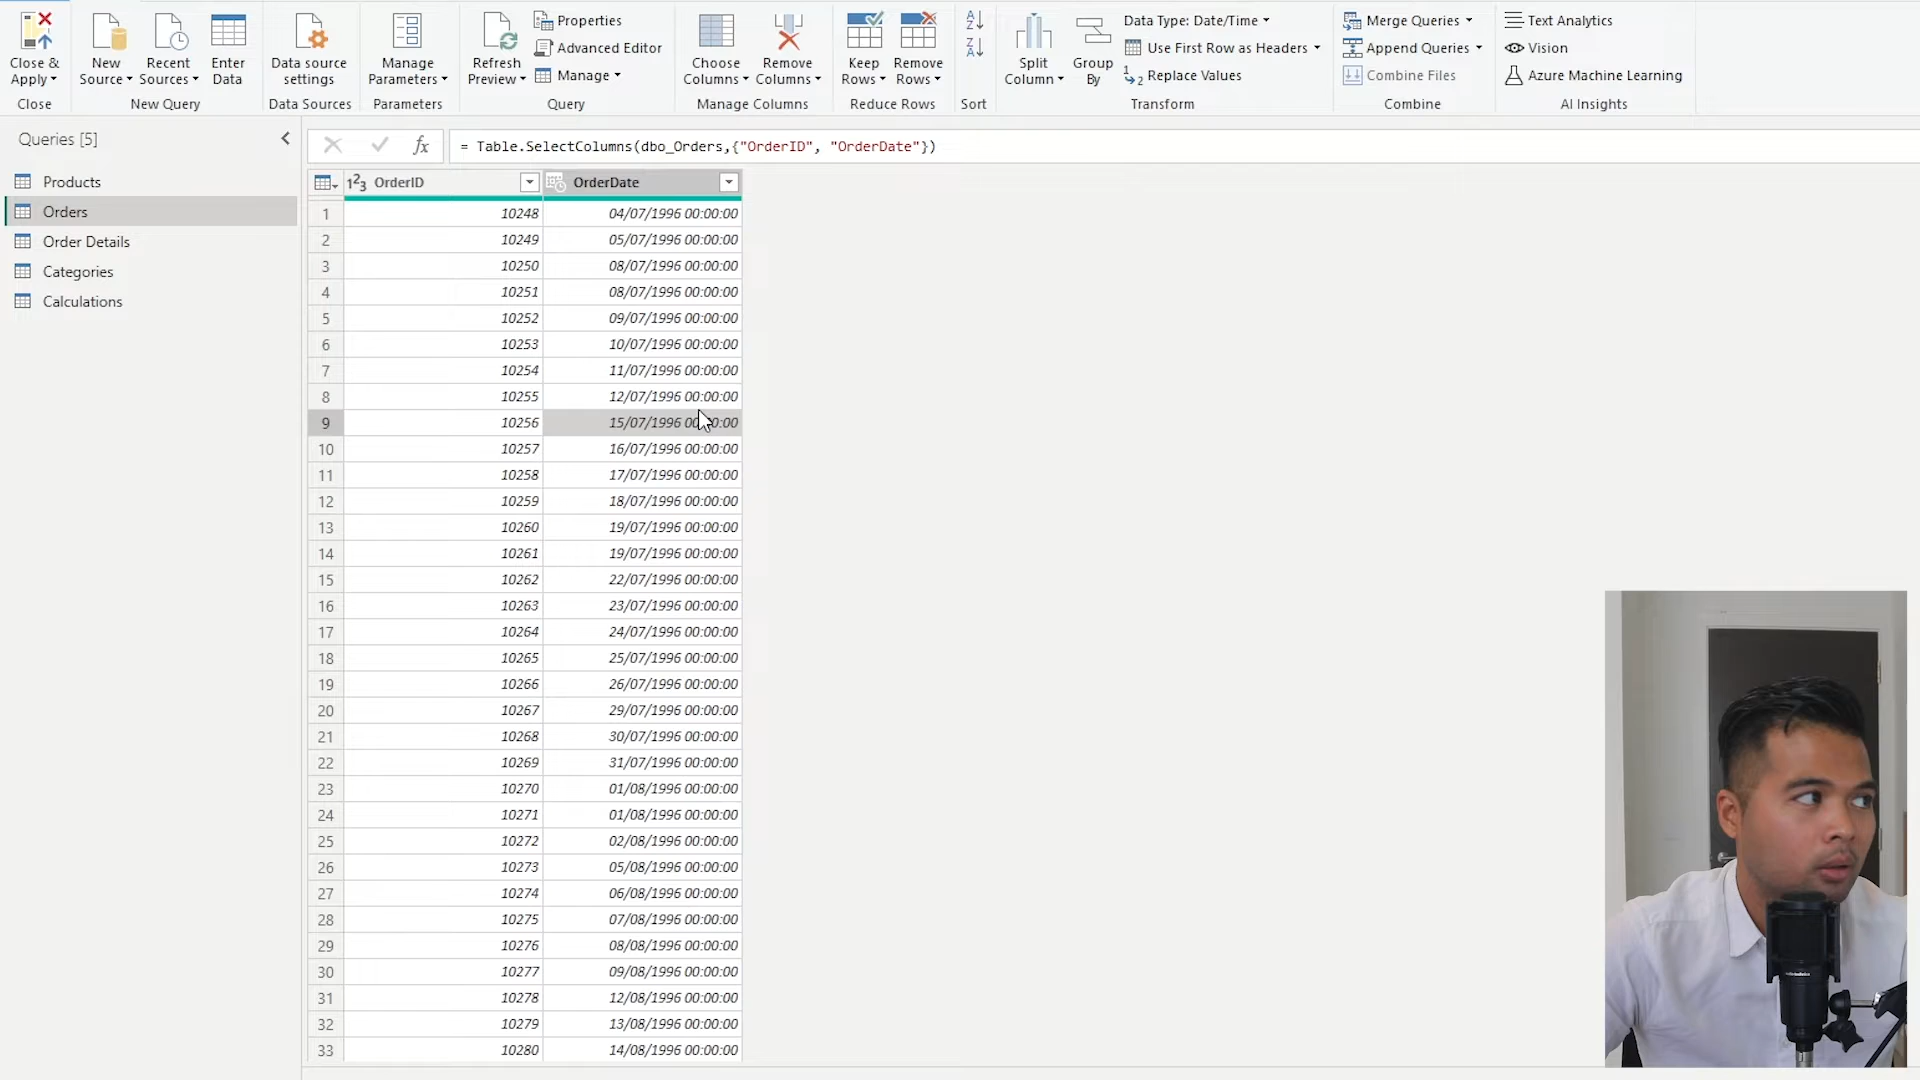 Close &
Apply
New
Source
Recent
Sources
Enter
Data
Data source
settings
Manage
Parameters
Refresh
Preview
Properties
Advanced Editor
Manage
Choose
Columns
Remove
Columns
Keep
Rows
Remove
Rows
A
Z
Z
A
Split
Column
Group
By
Data Type: Date/Time
Use First Row as Headers
1
2
Replace Values
Merge Queries
Append Queries
Combine Files
Text Analytics
Vision
Azure Machine Learning
Close
New Query
Data Sources
Parameters
Query
Manage Columns
Reduce Rows
Sort
Transform
Combine
AI Insights
Queries [5]
Products
Orders
Order Details
Categories
Calculations
fx
= Table.SelectColumns(dbo_Orders,{"OrderID", "OrderDate"})
123 OrderID OrderDate
1 10248 04/07/1996 00:00:00
2 10249 05/07/1996 00:00:00
3 10250 08/07/1996 00:00:00
4 10251 08/07/1996 00:00:00
5 10252 09/07/1996 00:00:00
6 10253 10/07/1996 00:00:00
7 10254 11/07/1996 00:00:00
8 10255 12/07/1996 00:00:00
9 10256 15/07/1996
10 10257 16/07/1996 00:00:00
11 10258 17/07/1996 00:00:00
12 10259 18/07/1996 00:00:00
13 10260 19/07/1996 00:00:00
14 10261 19/07/1996 00:00:00
15 10262 22/07/1996 00:00:00
16 10263 23/07/1996 00:00:00
17 10264 24/07/1996 00:00:00
18 10265 25/07/1996 00:00:00
19 10266 26/07/1996 00:00:00
20 10267 29/07/1996 00:00:00
21 10268 30/07/1996 00:00:00
22 10269 31/07/1996 00:00:00
23 10270 01/08/1996 00:00:00
24 10271 01/08/1996 00:00:00
25 10272 02/08/1996 00:00:00
26 10273 05/08/1996 00:00:00
27 10274 06/08/1996 00:00:00
28 10275 07/08/1996 00:00:00
29 10276 08/08/1996 00:00:00
30 10277 09/08/1996 00:00:00
31 10278 12/08/1996 00:00:00
32 10279 13/08/1996 00:00:00
33 10280 14/08/1996 00:00:00